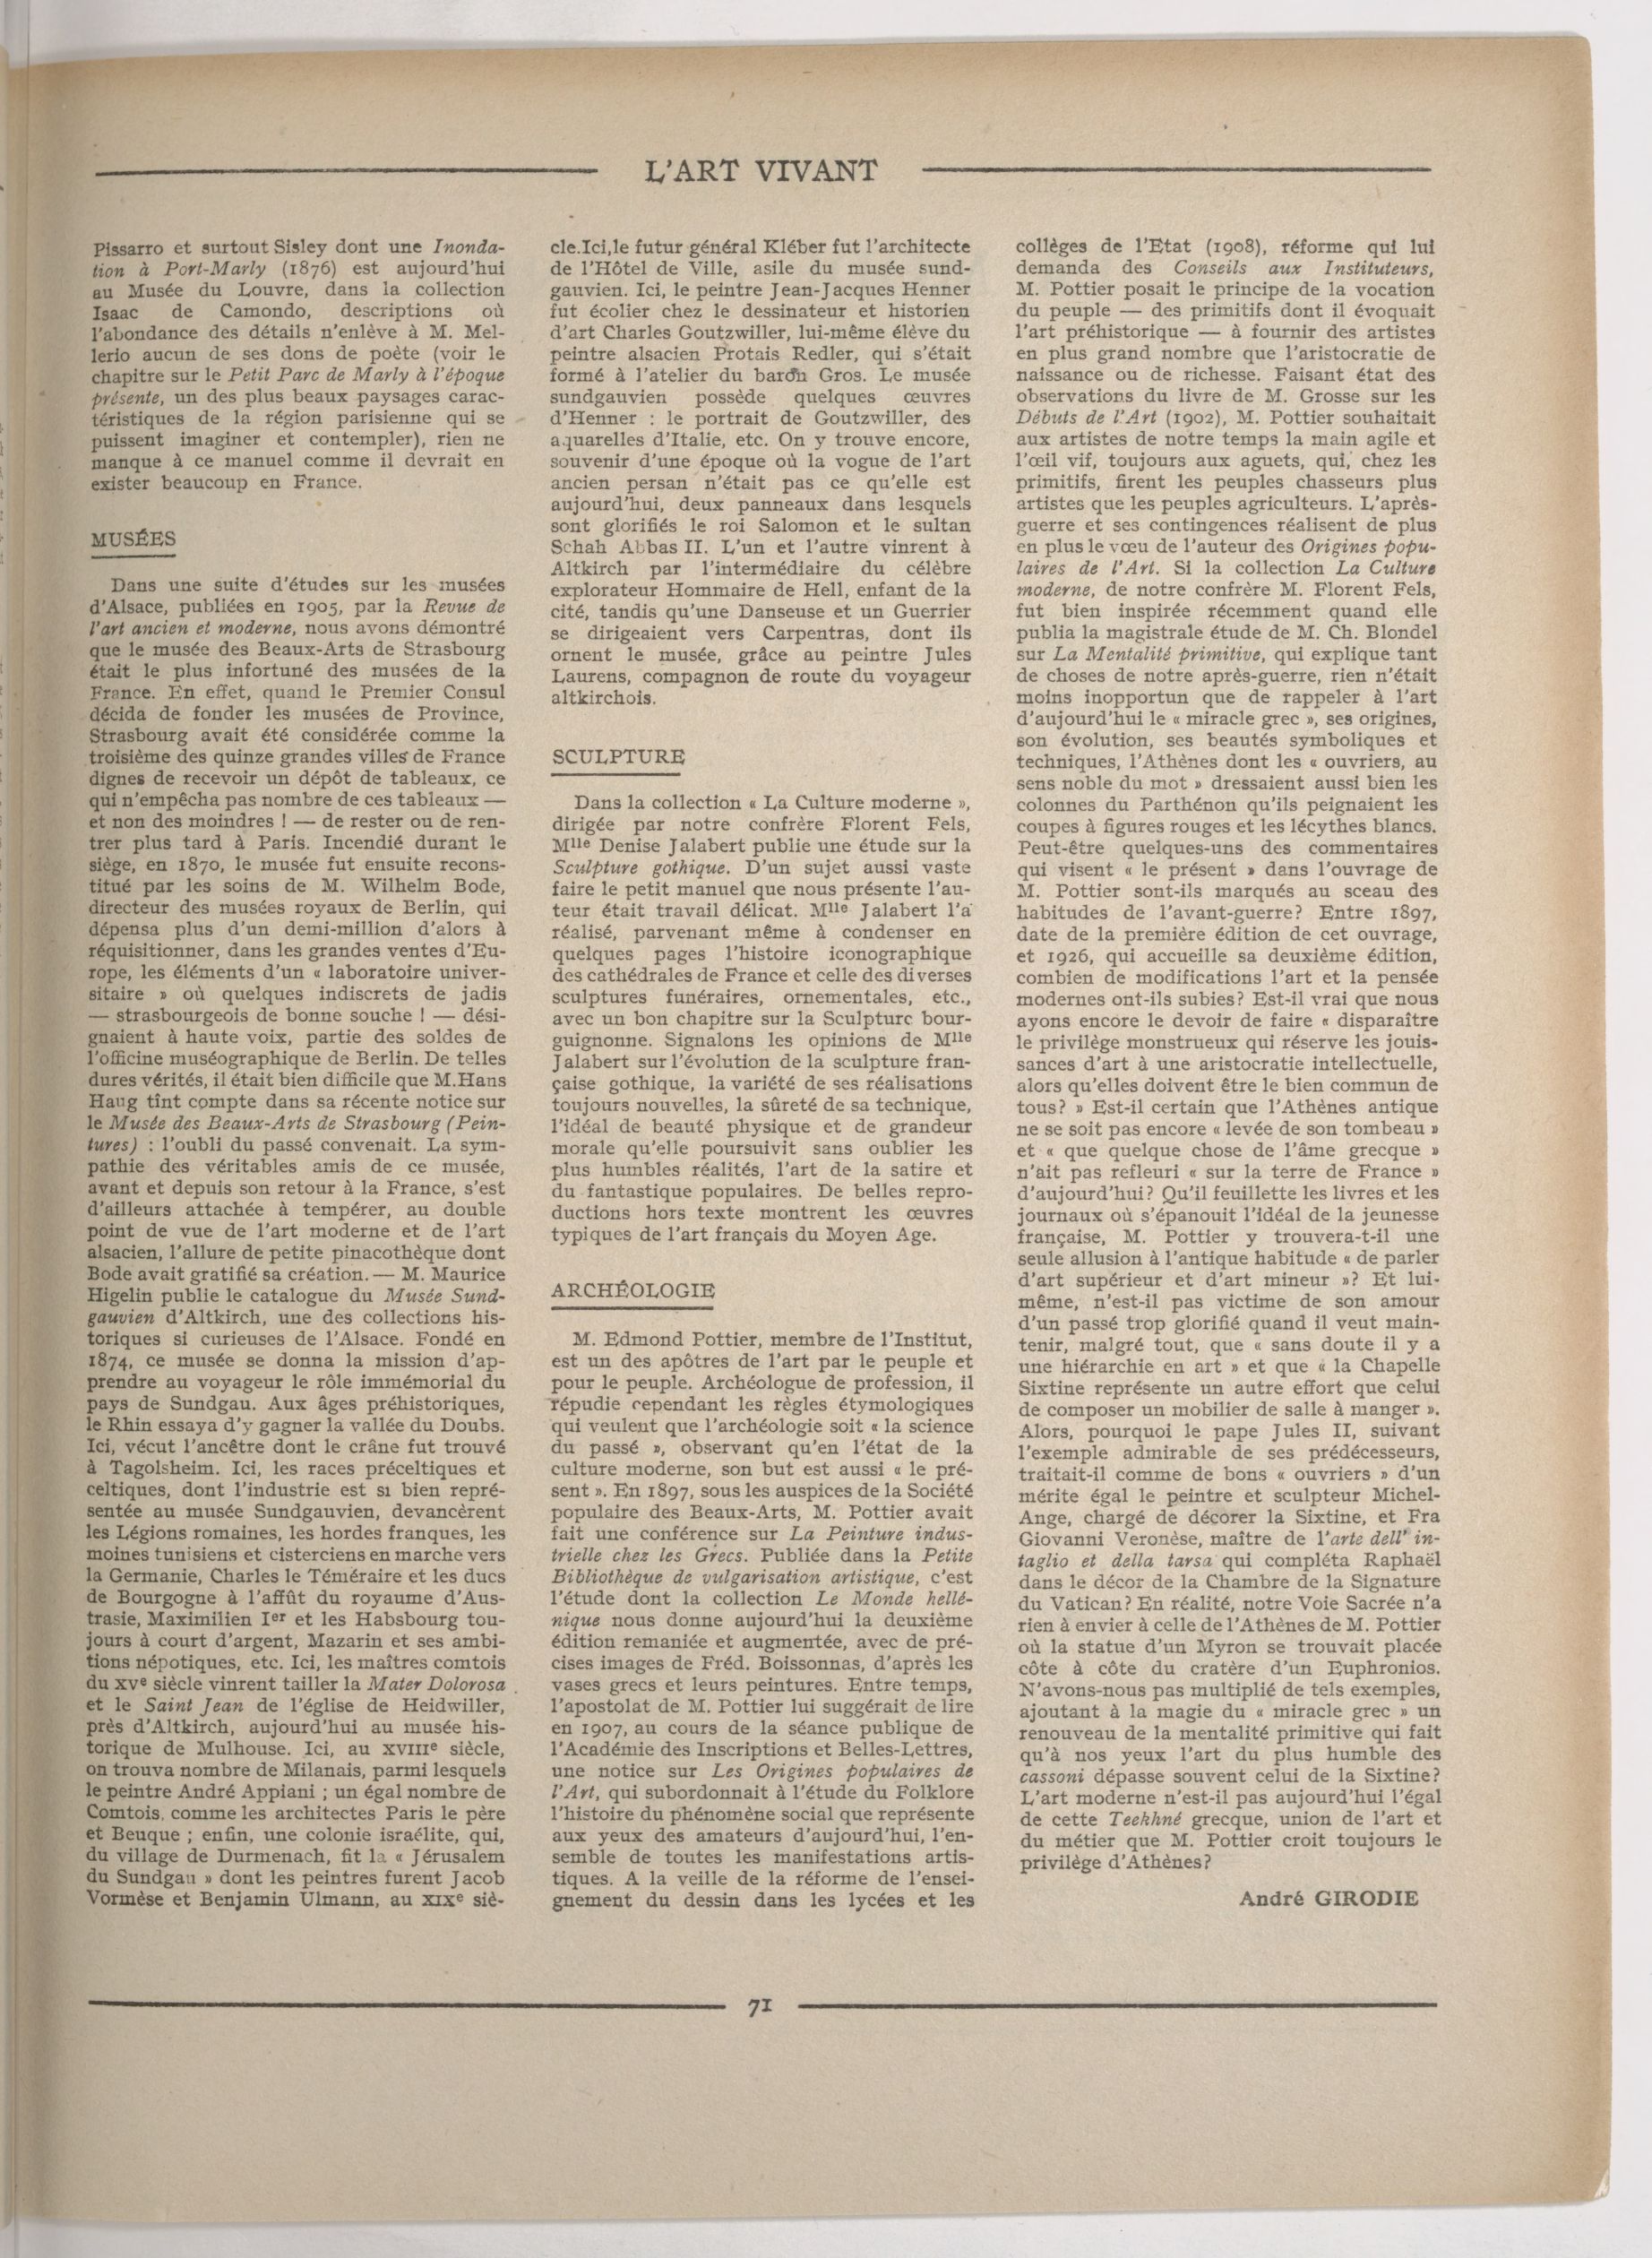 L'ART VIVANT
Pissarro et surtout Sisley dont une Inonda-
tion à Port-Marly (1876) est aujourd'hui
au Musée du Louvre, dans la collection
Isaac de Camondo, descriptions où
l'abondance des détails n'enlève à M. Mel-
lerio aucun de ses dons de poète (voir le
chapitre sur le Petit Parc de Marly à l'époque
présente, un des plus beaux paysages carac-
téristiques de la région parisienne qui se
puissent imaginer et contempler), rien ne
manque à ce manuel comme il devrait en
exister beaucoup en France.
MUSÉES
Dans une suite d'études sur les musées
d'Alsace, publiées en 1905, par la Revue de
l'art ancien et moderne, nous avons démontré
que le musée des Beaux-Arts de Strasbourg
était le plus infortuné des musées de la
France. En effet, quand le Premier Consul
décida de fonder les musées de Province,
Strasbourg avait été considérée comme la
troisième des quinze grandes villes de France
dignes de recevoir un dépôt de tableaux, ce
qui n'empêcha pas nombre de ces tableaux —
et non des moindres ! — de rester ou de ren-
trer plus tard à Paris. Incendié durant le
siège, en 1870, le musée fut ensuite recons-
titué par les soins de M. Wilhelm Bode,
directeur des musées royaux de Berlin, qui
dépensa plus d'un demi-million d'alors à
réquisitionner, dans les grandes ventes d'Eu-
rope, les éléments d'un « laboratoire univer-
sitaire » où quelques indiscrets de jadis
— strasbourgeois de bonne souche ! — dési-
gnaient à haute voix, partie des soldes de
l'officine muséographique de Berlin. De telles
dures vérités, il était bien difficile que M.Hans
Haug tînt compte dans sa récente notice sur
le Musée des Beaux-Arts de Strasbourg (Pein-
tures) : l'oubli du passé convenait. La sym-
pathie des véritables amis de ce musée,
avant et depuis son retour à la France, s'est
d'ailleurs attachée à tempérer, au double
point de vue de l'art moderne et de l'art
alsacien, l'allure de petite pinacothèque dont
Bode avait gratifié sa création. — M. Maurice
Higelin publie le catalogue du Musée Sund-
gauvien d'Altkirch, une des collections his-
toriques si curieuses de l'Alsace. Fondé en
1874, ce musée se donna la mission d'ap-
prendre au voyageur le rôle immémorial du
pays de Sundgau. Aux âges préhistoriques,
le Rhin essaya d'y gagner la vallée du Doubs.
Ici, vécut l'ancêtre dont le crâne fut trouvé
à Tagolsheim. Ici, les races préceltiques et
celtiques, dont l'industrie est si bien repré-
sentée au musée Sundgauvien, devancèrent
les Légions romaines, les hordes franques, les
moines tunisiens et cisterciens en marche vers
la Germanie, Charles le Téméraire et les ducs
de Bourgogne à l'affût du royaume d'Aus-
trasie, Maximilien Ier et les Habsbourg tou-
jours à court d'argent, Mazarin et ses ambi-
tions népotiques, etc. Ici, les maîtres comtois
du XVe siècle vinrent tailler la Mater Dolorosa
et le Saint Jean de l'église de Heidwiller,
près d'Altkirch, aujourd'hui au musée his-
torique de Mulhouse. Ici, au XVIIIe siècle,
on trouva nombre de Milanais, parmi lesquels
le peintre André Appiani ; un égal nombre de
Comtois, comme les architectes Paris le père
et Beuque ; enfin, une colonie israélite, qui,
du village de Durmenach, fit la « Jérusalem
du Sundgau » dont les peintres furent Jacob
Vormèse et Benjamin Ulmann, au XIXe siè-
cle.Ici,le futur général Kléber fut l'architecte
de l'Hôtel de Ville, asile du musée sund-
gauvien. Ici, le peintre Jean-Jacques Henner
fut écolier chez le dessinateur et historien
d'art Charles Goutzwiller, lui-même élève du
peintre alsacien Protais Redler, qui s'était
formé à l'atelier du baron Gros. Le musée
sundgauvien possède quelques œuvres
d'Henner : le portrait de Goutzwiller, des
aquarelles d'Italie, etc. On y trouve encore,
souvenir d'une époque où la vogue de l'art
ancien persan n'était pas ce qu'elle est
aujourd'hui, deux panneaux dans lesquels
sont glorifiés le roi Salomon et le sultan
Schah Abbas II. L'un et l'autre vinrent à
Altkirch par l'intermédiaire du célèbre
explorateur Hommaire de Hell, enfant de la
cité, tandis qu'une Danseuse et un Guerrier
se dirigeaient vers Carpentras, dont ils
ornent le musée, grâce au peintre Jules
Laurens, compagnon de route du voyageur
altkirchois.
SCULPTURE
Dans la collection « La Culture moderne »,
dirigée par notre confrère Florent Fels,
Mlle Denise Jalabert publie une étude sur la
Sculpture gothique. D'un sujet aussi vaste
faire le petit manuel que nous présente l'au-
teur était travail délicat. Mlle Jalabert l'a
réalisé, parvenant même à condenser en
quelques pages l'histoire iconographique
des cathédrales de France et celle des diverses
sculptures funéraires, ornementales, etc.,
avec un bon chapitre sur la Sculpture bour-
guignonne. Signalons les opinions de Mlle
Jalabert sur l'évolution de la sculpture fran-
çaise gothique, la variété de ses réalisations
toujours nouvelles, la sûreté de sa technique,
l'idéal de beauté physique et de grandeur
morale qu'elle poursuivit sans oublier les
plus humbles réalités, l'art de la satire et
du fantastique populaires. De belles repro-
ductions hors texte montrent les œuvres
typiques de l'art français du Moyen Age.
ARCHÉOLOGIE
M. Edmond Pottier, membre de l'Institut,
est un des apôtres de l'art par le peuple et
pour le peuple. Archéologue de profession, il
répudie cependant les règles étymologiques
qui veulent que l'archéologie soit « la science
du passé », observant qu'en l'état de la
culture moderne, son but est aussi « le pré-
sent ». En 1897, sous les auspices de la Société
populaire des Beaux-Arts, M. Pottier avait
fait une conférence sur La Peinture indus-
trielle chez les Grecs. Publiée dans la Petite
Bibliothèque de vulgarisation artistique, c'est
l'étude dont la collection Le Monde hellé-
nique nous donne aujourd'hui la deuxième
édition remaniée et augmentée, avec de pré-
cises images de Fréd. Boissonnas, d'après les
vases grecs et leurs peintures. Entre temps,
l'apostolat de M. Pottier lui suggérait de lire
en 1907, au cours de la séance publique de
l'Académie des Inscriptions et Belles-Lettres,
une notice sur Les Origines populaires de
l'Art, qui subordonnait à l'étude du Folklore
l'histoire du phénomène social que représente
aux yeux des amateurs d'aujourd'hui, l'en-
semble de toutes les manifestations artis-
tiques. A la veille de la réforme de l'ensei-
gnement du dessin dans les lycées et les
collèges de l'Etat (1908), réforme qui lui
demanda des Conseils aux Instituteurs,
M. Pottier posait le principe de la vocation
du peuple — des primitifs dont il évoquait
l'art préhistorique — à fournir des artistes
en plus grand nombre que l'aristocratie de
naissance ou de richesse. Faisant état des
observations du livre de M. Grosse sur les
Débuts de l'Art (1902), M. Pottier souhaitait
aux artistes de notre temps la main agile et
l'œil vif, toujours aux aguets, qui, chez les
primitifs, firent les peuples chasseurs plus
artistes que les peuples agriculteurs. L'après-
guerre et ses contingences réalisent de plus
en plus le vœu de l'auteur des Origines popu-
laires de l'Art. Si la collection La Culture
moderne, de notre confrère M. Florent Fels,
fut bien inspirée récemment quand elle
publia la magistrale étude de M. Ch. Blondel
sur La Mentalité primitive, qui explique tant
de choses de notre après-guerre, rien n'était
moins inopportun que de rappeler à l'art
d'aujourd'hui le « miracle grec », ses origines,
son évolution, ses beautés symboliques et
techniques, l'Athènes dont les « ouvriers, au
sens noble du mot » dressaient aussi bien les
colonnes du Parthénon qu'ils peignaient les
coupes à figures rouges et les lécythes blancs.
Peut-être quelques-uns des commentaires
qui visent « le présent » dans l'ouvrage de
M. Pottier sont-ils marqués au sceau des
habitudes de l'avant-guerre? Entre 1897,
date de la première édition de cet ouvrage,
et 1926, qui accueille sa deuxième édition,
combien de modifications l'art et la pensée
modernes ont-ils subies? Est-il vrai que nous
ayons encore le devoir de faire « disparaître
le privilège monstrueux qui réserve les jouis-
sances d'art à une aristocratie intellectuelle,
alors qu'elles doivent être le bien commun de
tous? » Est-il certain que l'Athènes antique
ne se soit pas encore « levée de son tombeau »
et « que quelque chose de l'âme grecque »
n'ait pas refleuri « sur la terre de France »
d'aujourd'hui? Qu'il feuillette les livres et les
journaux où s'épanouit l'idéal de la jeunesse
française, M. Pottier y trouvera-t-il une
seule allusion à l'antique habitude « de parler
d'art supérieur et d'art mineur »? Et lui-
même, n'est-il pas victime de son amour
d'un passé trop glorifié quand il veut main-
tenir, malgré tout, que « sans doute il y a
une hiérarchie en art » et que « la Chapelle
Sixtine représente un autre effort que celui
de composer un mobilier de salle à manger ».
Alors, pourquoi le pape Jules II, suivant
l'exemple admirable de ses prédécesseurs,
traitait-il comme de bons « ouvriers » d'un
mérite égal le peintre et sculpteur Michel-
Ange, chargé de décorer la Sixtine, et Fra
Giovanni Veronèse, maître de l'arte dell' in-
taglio et della tarsa qui compléta Raphaël
dans le décor de la Chambre de la Signature
du Vatican? En réalité, notre Voie Sacrée n'a
rien à envier à celle de l'Athènes de M. Pottier
où la statue d'un Myron se trouvait placée
côte à côte du cratère d'un Euphronios.
N'avons-nous pas multiplié de tels exemples,
ajoutant à la magie du « miracle grec » un
renouveau de la mentalité primitive qui fait
qu'à nos yeux l'art du plus humble des
cassoni dépasse souvent celui de la Sixtine?
L'art moderne n'est-il pas aujourd'hui l'égal
de cette Teekhné grecque, union de l'art et
du métier que M. Pottier croit toujours le
privilège d'Athènes?
André GIRODIE
71